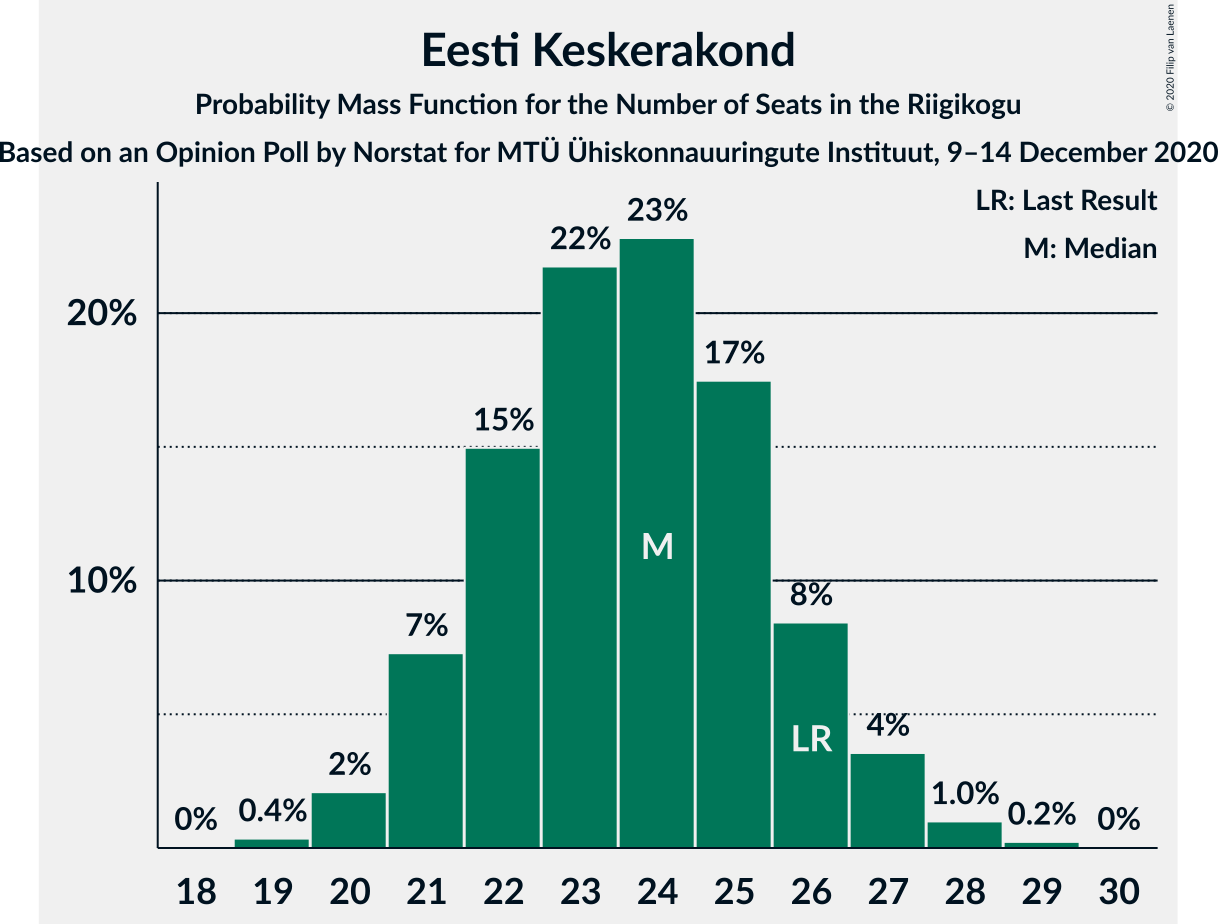 Eesti Keskerakond
Probability Mass Function for the Number of Seats in the Riigikogu
Based on an Opinion Poll by Norstat for MTÜ Ühiskonnauuringute Instituut, 9–14 December 2020
© 2020 Filip van Laenen
LR: Last Result
M: Median
20%
10%
0%
0.4%
2%
7%
15%
22%
23%
17%
8%
4%
1.0%
0.2%
0%
M
LR
18 19 20 21 22 23 24 25 26 27 28 29 30